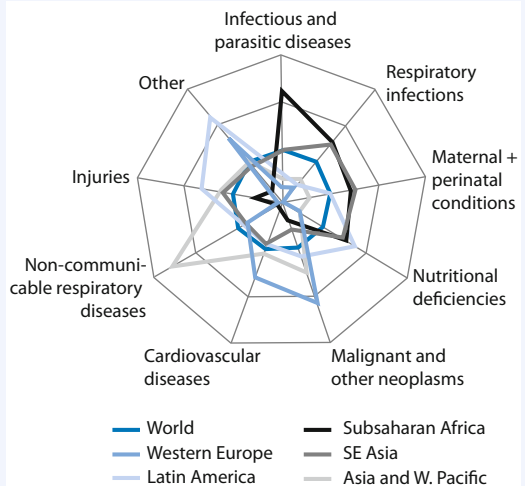 Infectious and
parasitic diseases
Respiratory
infections
Maternal +
perinatal
conditions
Nutritional
deficiencies
Malignant and
other neoplasms
Cardiovascular
diseases
Non-communi-
cable respiratory
diseases
Injuries
Other
World
Western Europe
Latin America
Subsaharan Africa
SE Asia
Asia and W. Pacific